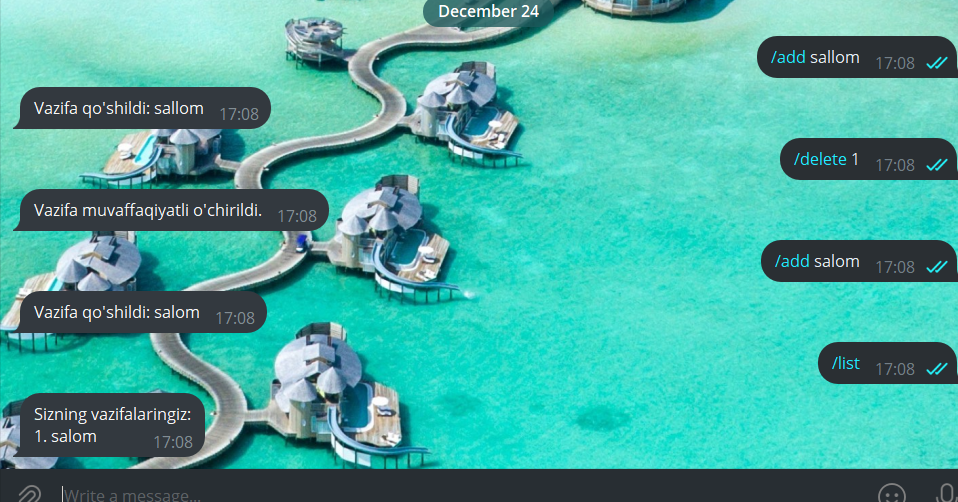 December 24
/add sallom 17:08
Vazifa qo'shildi: sallom 17:08
/delete 1 17:08
Vazifa muvaffaqiyatli o'chirildi. 17:08
/add salom 17:08
Vazifa qo'shildi: salom 17:08
/list 17:08
Sizning vazifalaringiz:
1. salom 17:08
Write a message...